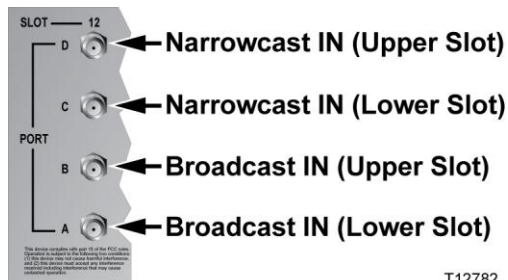 SLOT 12
D Narrowcast IN (Upper Slot)
C Narrowcast IN (Lower Slot)
PORT
B Broadcast IN (Upper Slot)
A Broadcast IN (Lower Slot)
This device complies with part 15 of the FCC rules.
Operation is subject to the following two conditions:
(1) this device may not cause harmful interference,
and (2) this device must accept any interference
received including interference that may cause
undesired operation.
T12782